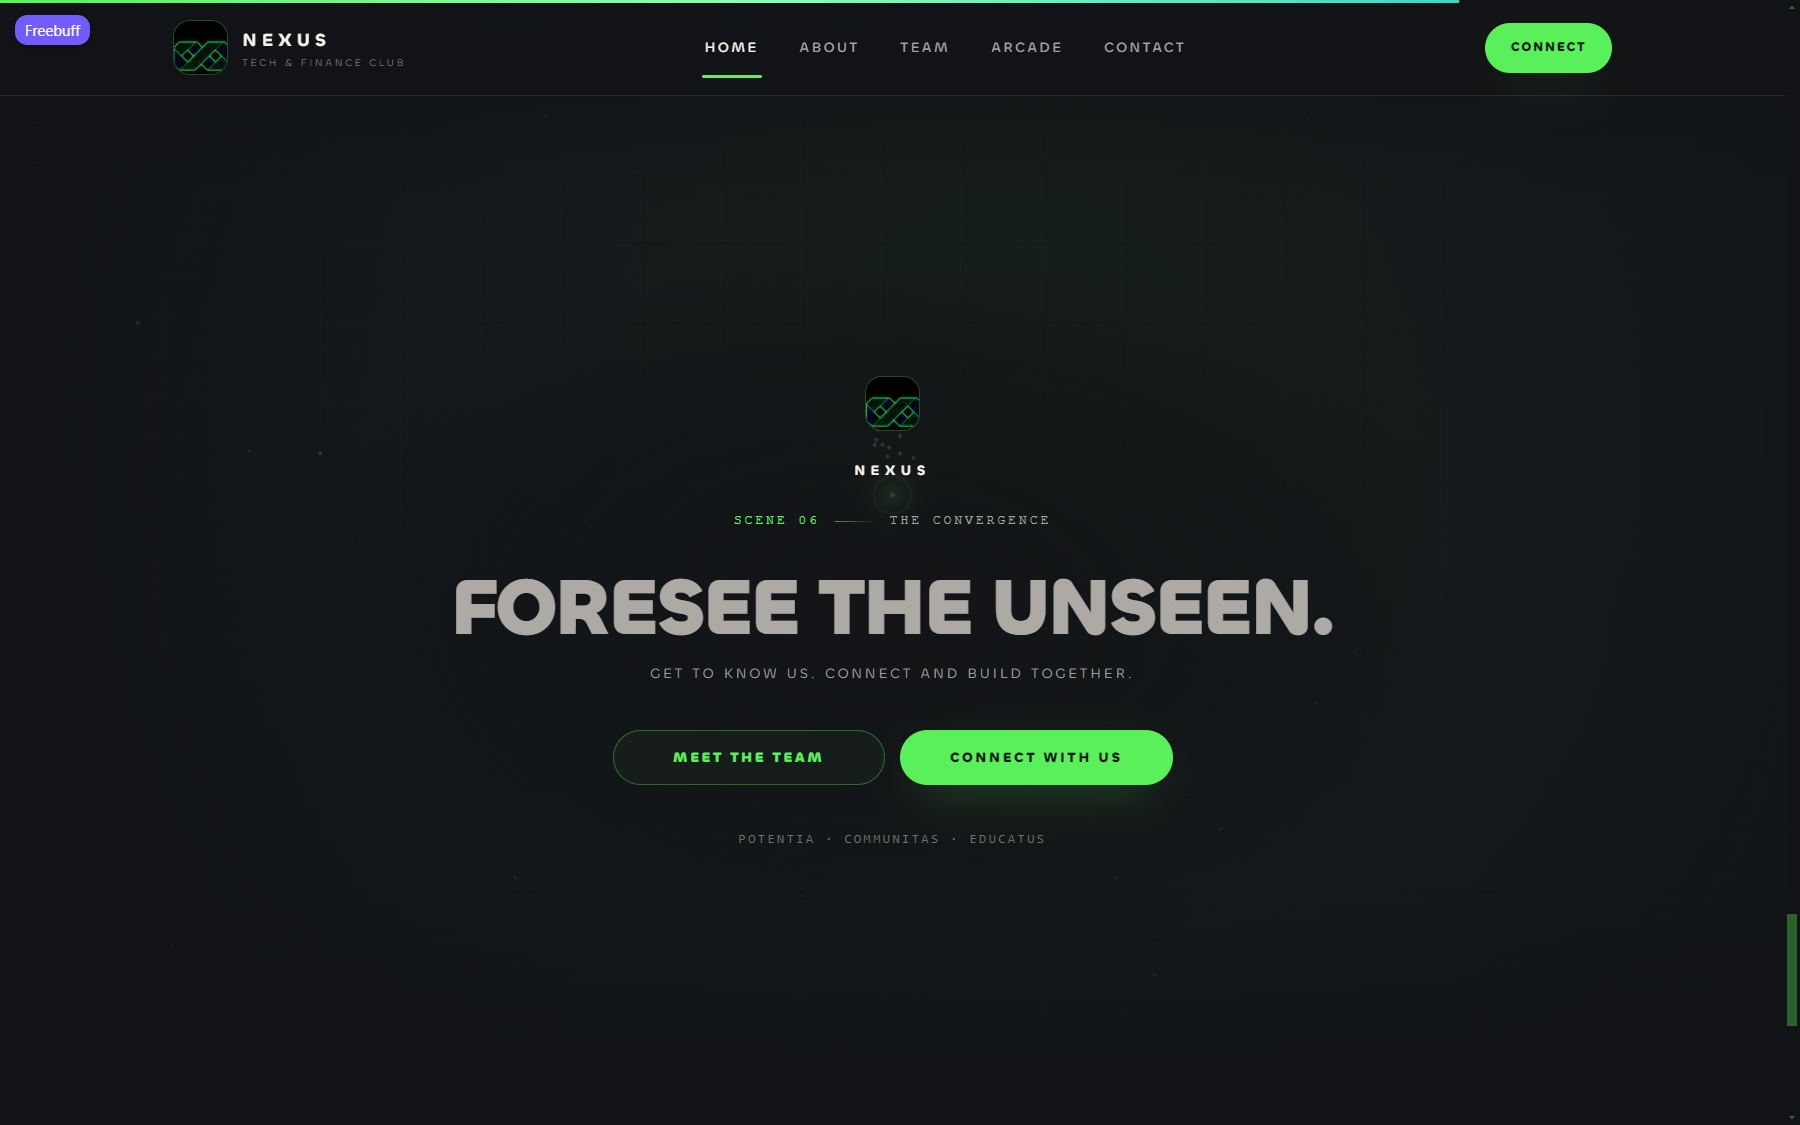 Freebuff
NEXUS
TECH & FINANCE CLUB
HOME
ABOUT
TEAM
ARCADE
CONTACT
CONNECT
NEXUS
SCENE 06
THE CONVERGENCE
FORESEE THE UNSEEN.
GET TO KNOW US. CONNECT AND BUILD TOGETHER.
MEET THE TEAM
CONNECT WITH US
POTENTIA · COMMUNITAS · EDUCATUS